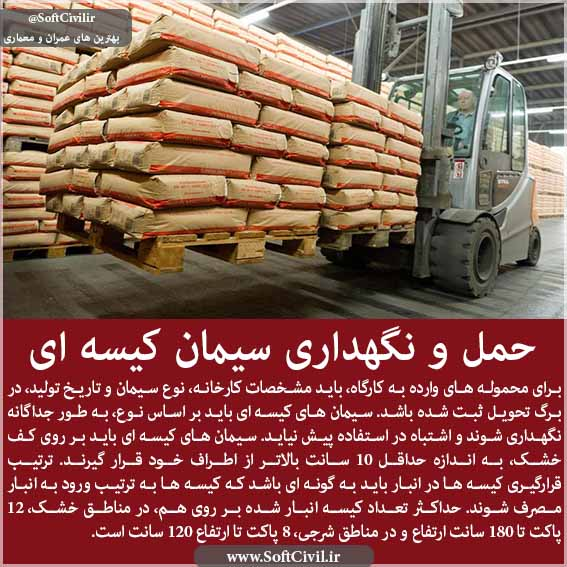 @SoftCivilir
بهترین های عمران و معماری
حمل و نگهداری سیمان کیسه ای
برای محموله های وارده به کارگاه، باید مشخصات کارخانه، نوع سیمان و تاریخ تولید، در
برگ تحویل ثبت شده باشد. سیمان های کیسه ای باید بر اساس نوع، به طور جداگانه
نگهداری شوند و اشتباه در استفاده پیش نیاید. سیمان های کیسه ای باید بر روی کف
خشک، به اندازه حداقل 10 سانت بالاتر از اطراف خود قرار گیرند. ترتیب
قرارگیری کیسه ها در انبار باید به گونه ای باشد که کیسه ها به ترتیب ورود به انبار
مصرف شوند. حداکثر تعداد کیسه انبار شده بر روی هم، در مناطق خشک، 12
پاکت تا 180 سانت ارتفاع و در مناطق شرجی، 8 پاکت تا ارتفاع 120 سانت است.
www.SoftCivil.ir